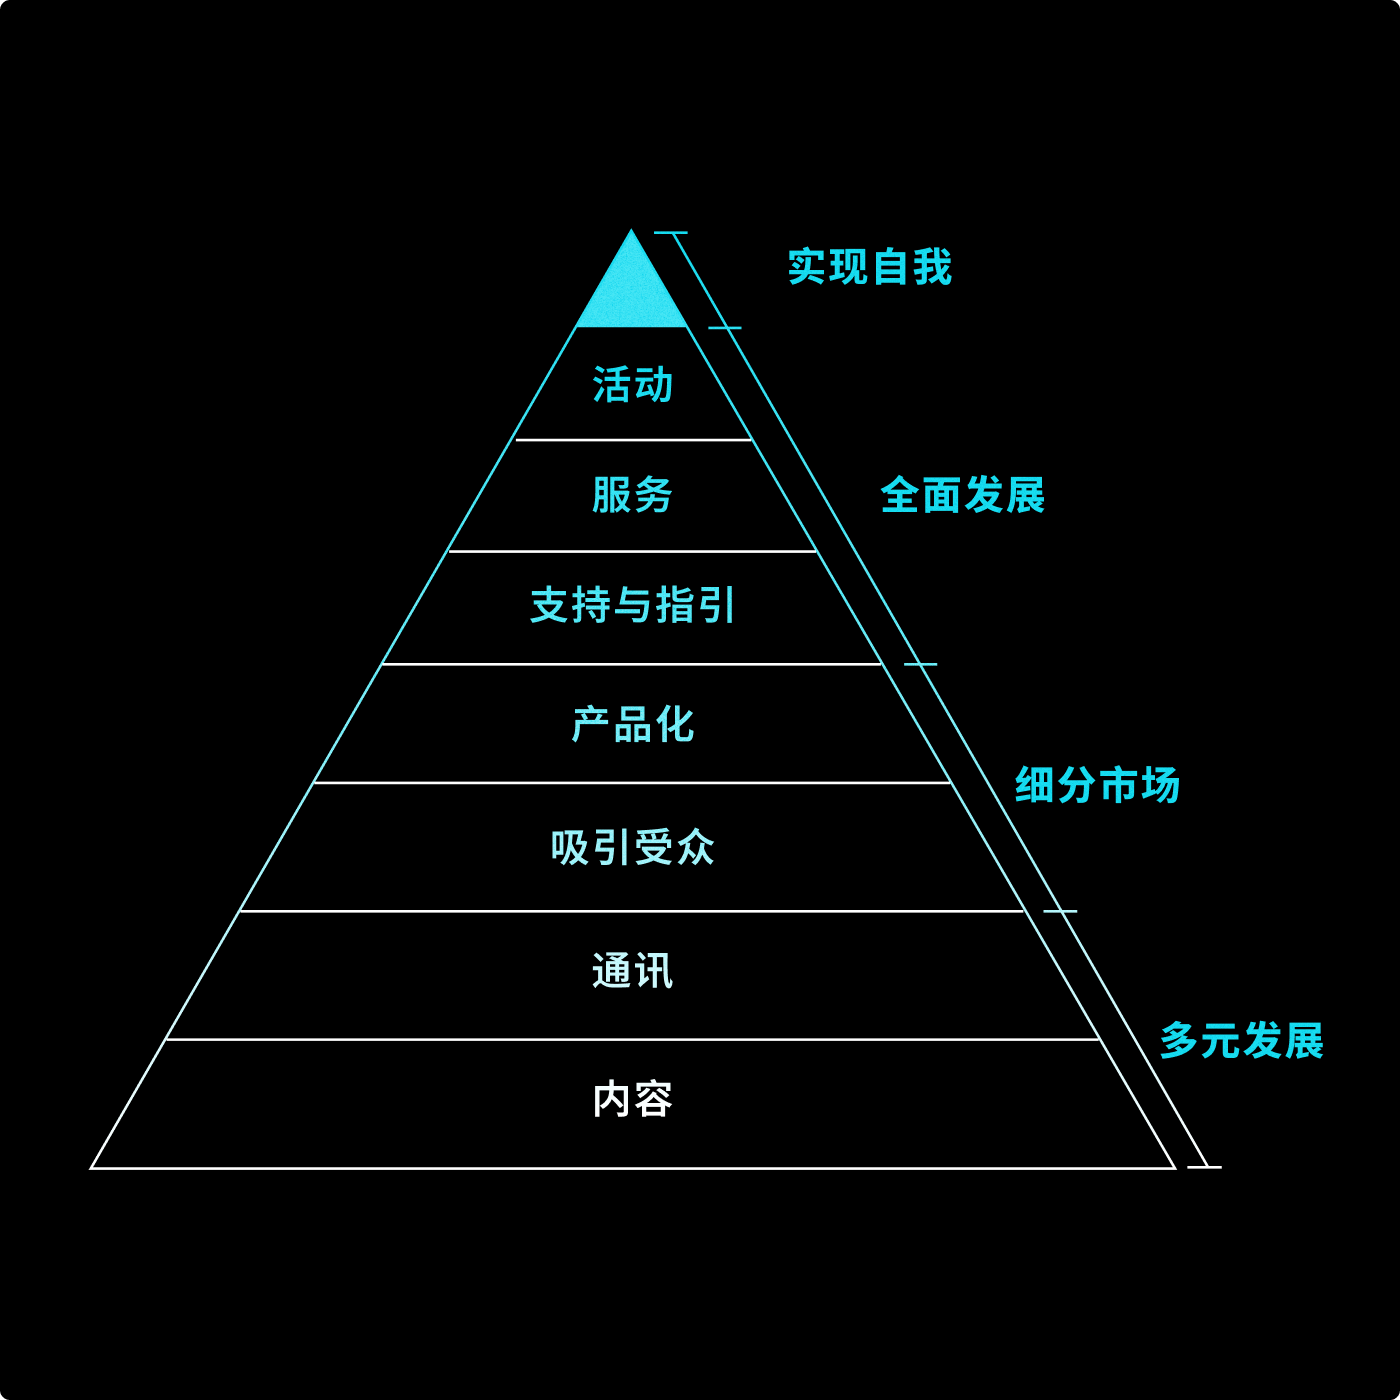 实现自我
活动
服务
全面发展
支持与指引
产品化
细分市场
吸引受众
通讯
多元发展
内容